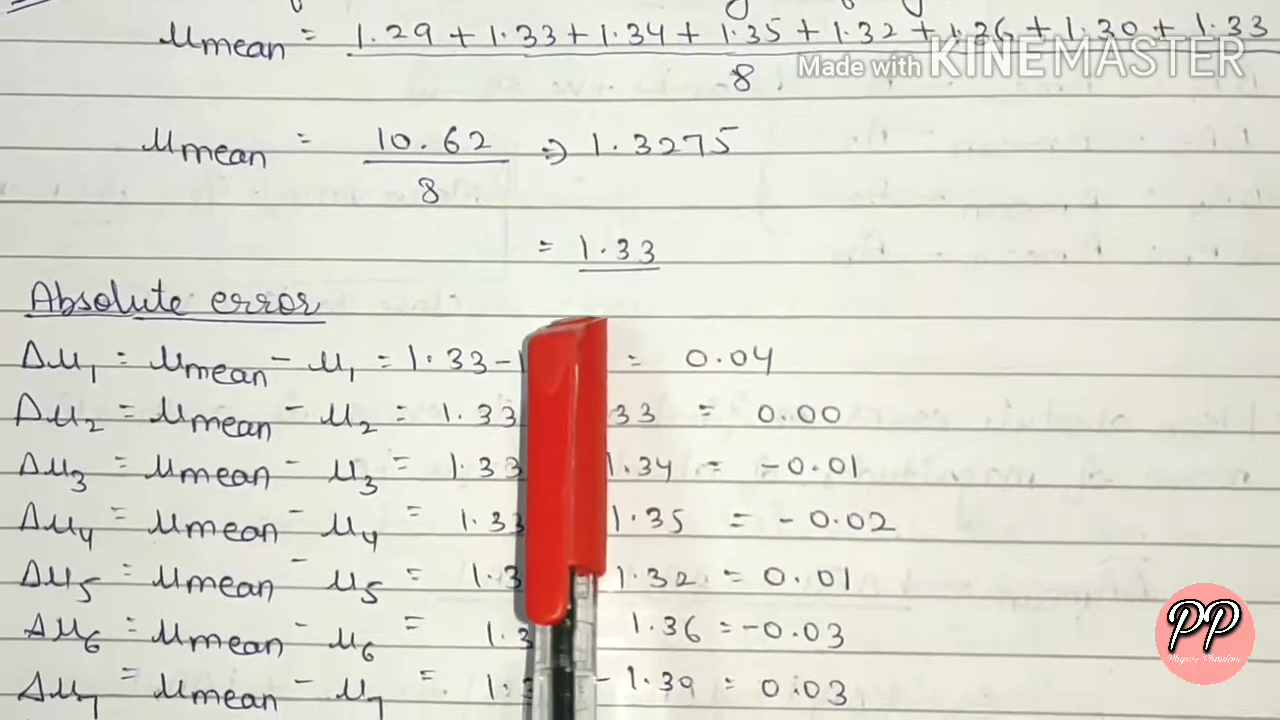 μmean = 1.29 + 1.33 + 1.34 + 1.35 + 1.32 + 1.36 + 1.30 + 1.33
8
Made with KINEMASTER
μmean = 10.62 / 8 ⇒ 1.3275
= 1.33
Absolute error
Δμ1 = μmean - μ1 = 1.33 - 1 = 0.04
Δμ2 = μmean - μ2 = 1.33 33 = 0.00
Δμ3 = μmean - μ3 = 1.33 1.34 = -0.01
Δμ4 = μmean - μ4 = 1.33 1.35 = -0.02
Δμ5 = μmean - μ5 = 1.3 1.32 = 0.01
Δμ6 = μmean - μ6 = 1.3 1.36 = -0.03
Δμ7 = μmean - μ7 = 1.3 - 1.30 = 0.03
PP